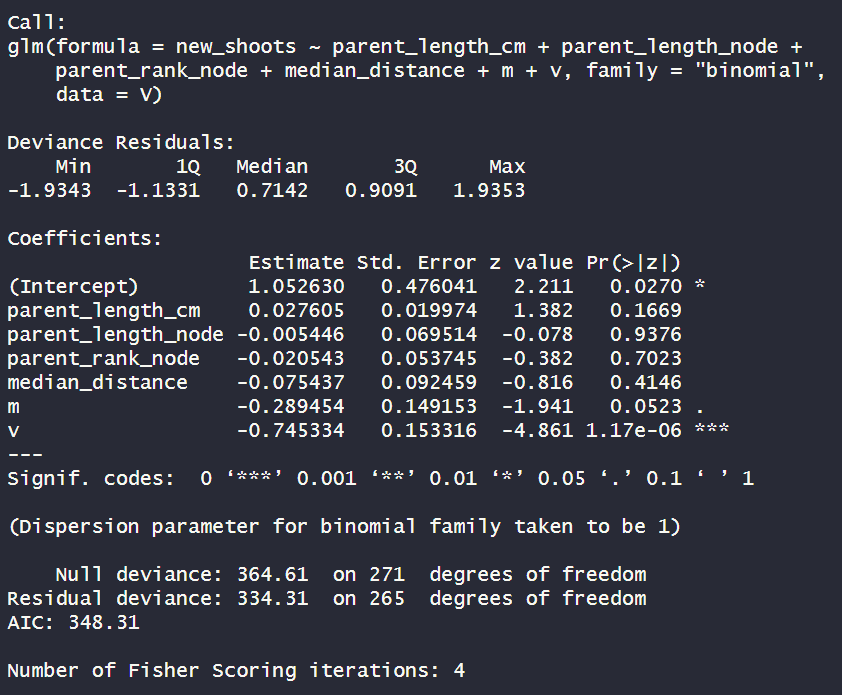 Call:
glm(formula = new_shoots ~ parent_length_cm + parent_length_node +
    parent_rank_node + median_distance + m + v, family = "binomial",
    data = V)

Deviance Residuals:
    Min       1Q   Median       3Q      Max
-1.9343  -1.1331   0.7142   0.9091   1.9353

Coefficients:
                    Estimate Std. Error z value Pr(>|z|)
(Intercept)         1.052630   0.476041   2.211   0.0270 *
parent_length_cm    0.027605   0.019974   1.382   0.1669
parent_length_node -0.005446   0.069514  -0.078   0.9376
parent_rank_node   -0.020543   0.053745  -0.382   0.7023
median_distance    -0.075437   0.092459  -0.816   0.4146
m                  -0.289454   0.149153  -1.941   0.0523 .
v                  -0.745334   0.153316  -4.861 1.17e-06 ***
---
Signif. codes:  0 ‘***’ 0.001 ‘**’ 0.01 ‘*’ 0.05 ‘.’ 0.1 ‘ ’ 1

(Dispersion parameter for binomial family taken to be 1)

    Null deviance: 364.61  on 271  degrees of freedom
Residual deviance: 334.31  on 265  degrees of freedom
AIC: 348.31

Number of Fisher Scoring iterations: 4